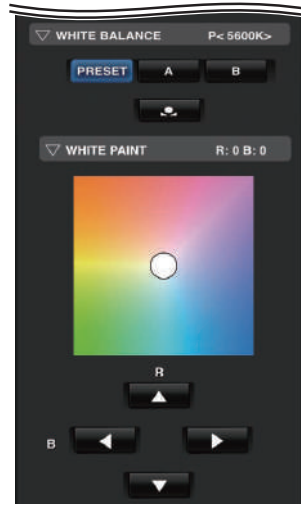 WHITE BALANCE P< 5600K>
PRESET A B
WHITE PAINT R: 0 B: 0
R
B